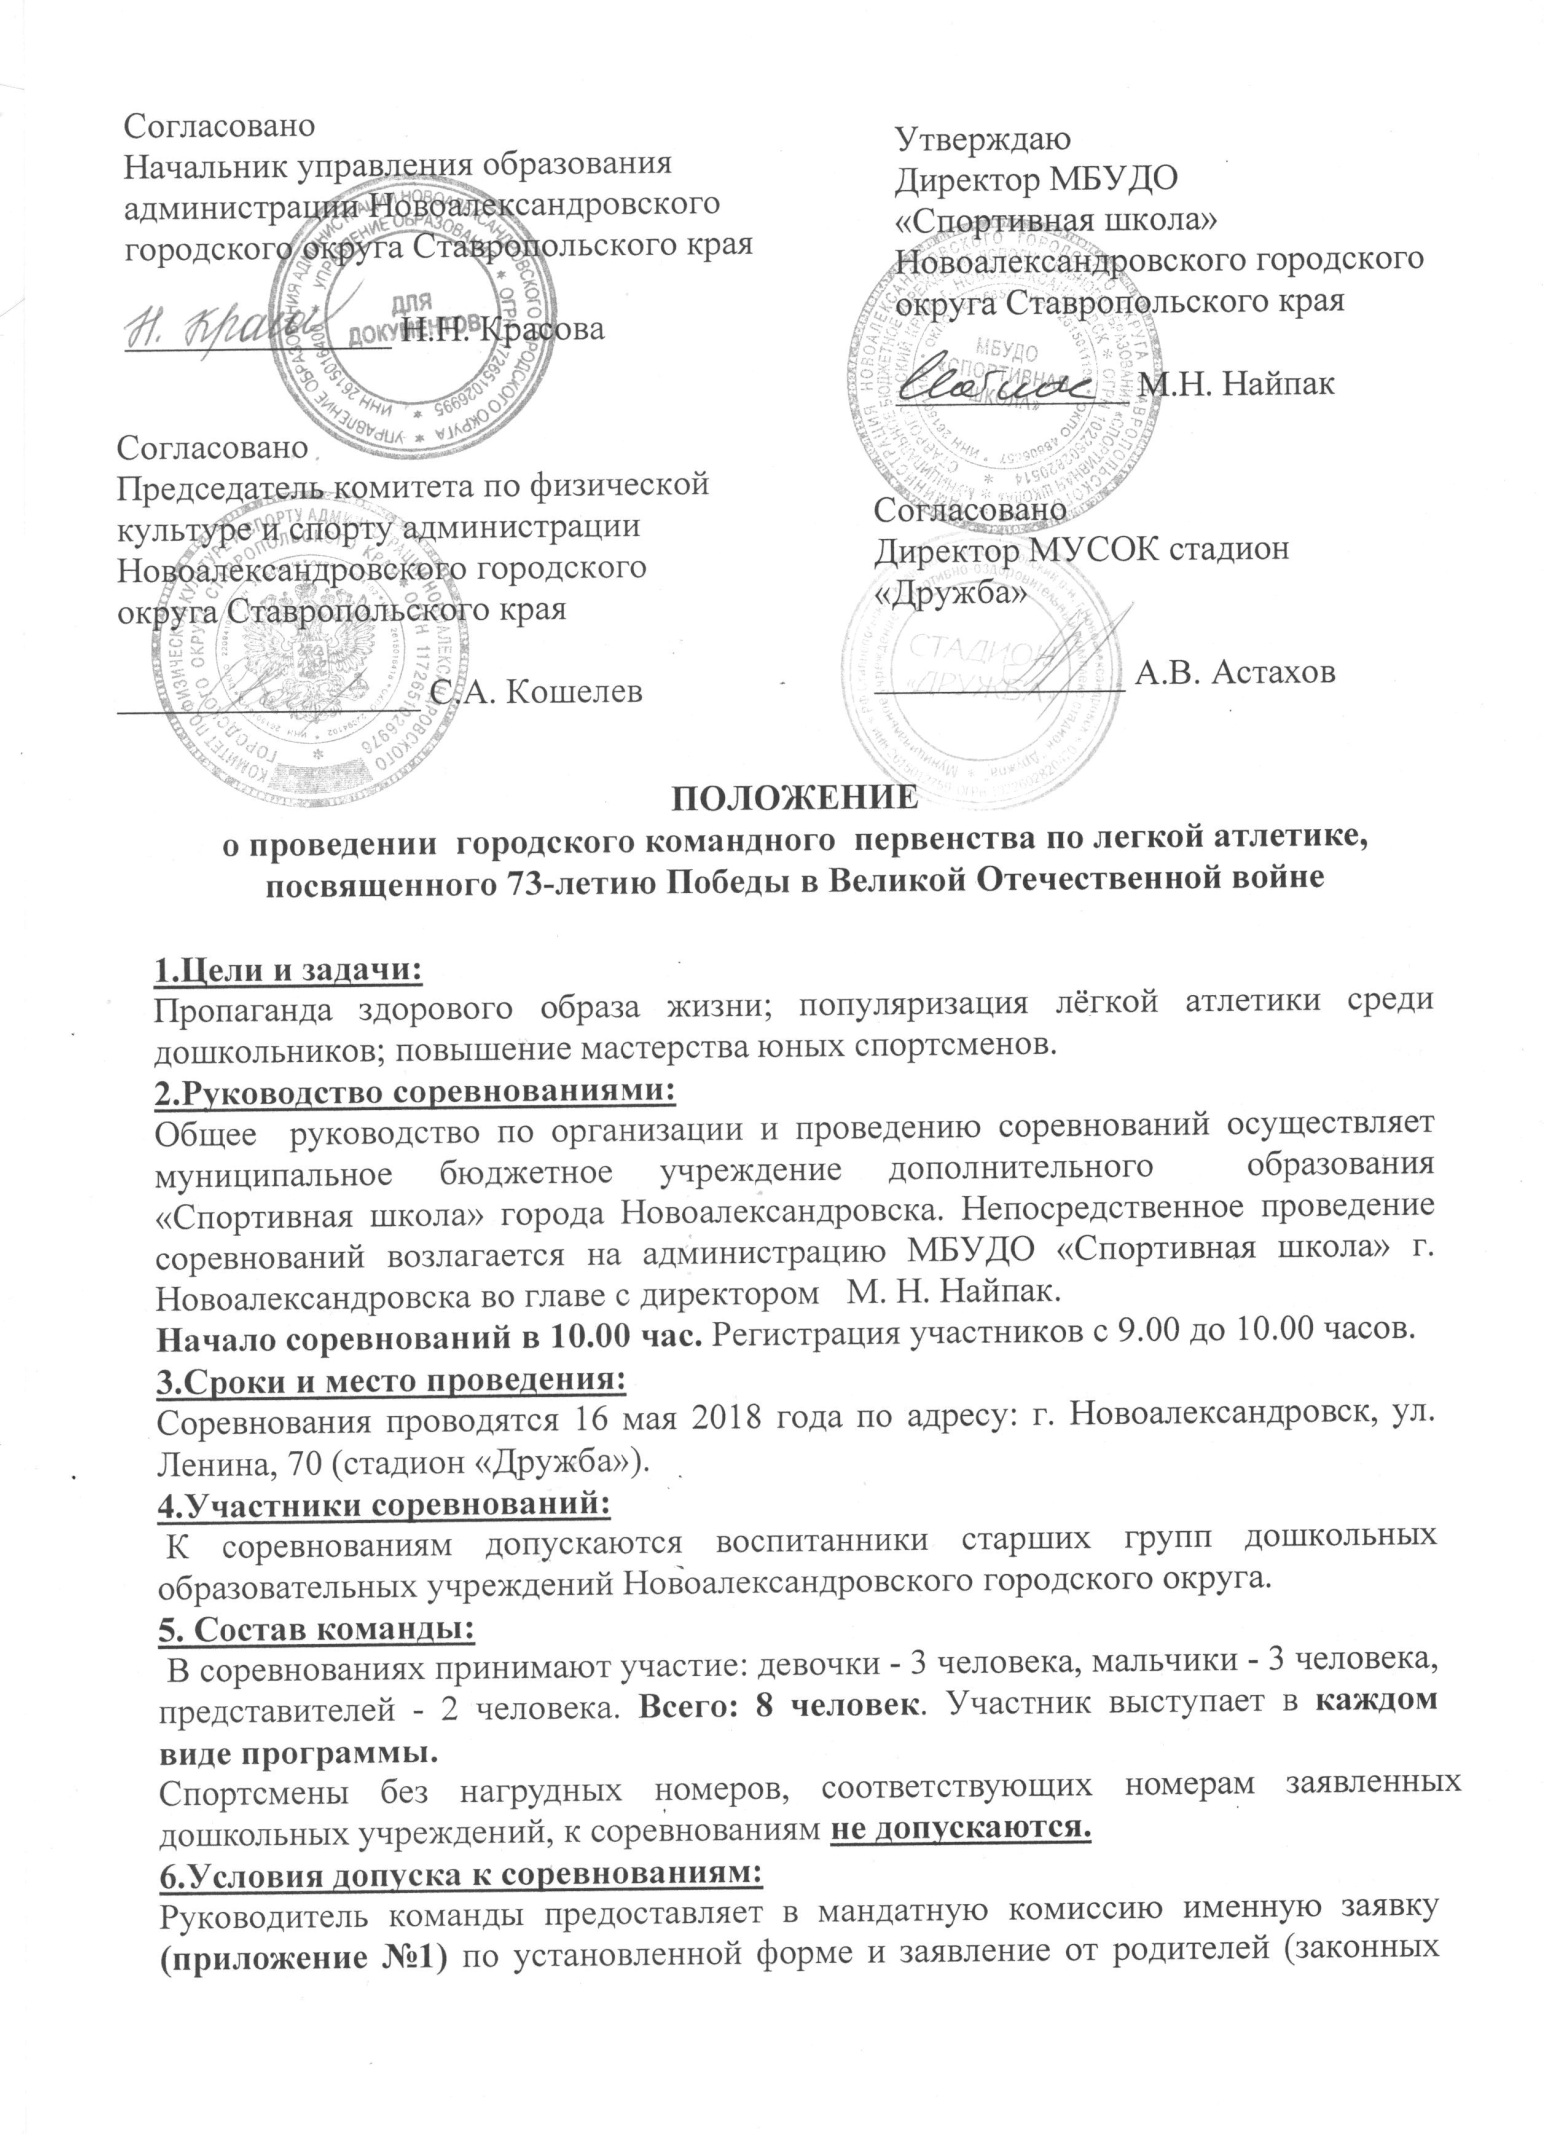 Согласовано
Начальник управления образования
администрации Новоалександровского
городского округа Ставропольского края
Н.Н. Красова
ДЛЯ
ДОКУМЕНТОВ
Утверждаю
Директор МБУДО
«Спортивная школа»
Новоалександровского городского
округа Ставропольского края
М.Н. Найпак
МБУДО
«СПОРТИВНАЯ
ШКОЛА»
Согласовано
Председатель комитета по физической
культуре и спорту администрации
Новоалександровского городского
округа Ставропольского края
С.А. Кошелев
Согласовано
Директор МУСОК стадион
«Дружба»
А.В. Астахов
СТАДИОН
«ДРУЖБА»
ПОЛОЖЕНИЕ
о проведении городского командного первенства по легкой атлетике,
посвященного 73-летию Победы в Великой Отечественной войне
1.Цели и задачи:
Пропаганда здорового образа жизни; популяризация лёгкой атлетики среди
дошкольников; повышение мастерства юных спортсменов.
2.Руководство соревнованиями:
Общее руководство по организации и проведению соревнований осуществляет
муниципальное бюджетное учреждение дополнительного образования
«Спортивная школа» города Новоалександровска. Непосредственное проведение
соревнований возлагается на администрацию МБУДО «Спортивная школа» г.
Новоалександровска во главе с директором М. Н. Найпак.
Начало соревнований в 10.00 час. Регистрация участников с 9.00 до 10.00 часов.
3.Сроки и место проведения:
Соревнования проводятся 16 мая 2018 года по адресу: г. Новоалександровск, ул.
Ленина, 70 (стадион «Дружба»).
4.Участники соревнований:
К соревнованиям допускаются воспитанники старших групп дошкольных
образовательных учреждений Новоалександровского городского округа.
5. Состав команды:
В соревнованиях принимают участие: девочки - 3 человека, мальчики - 3 человека,
представителей - 2 человека. Всего: 8 человек. Участник выступает в каждом
виде программы.
Спортсмены без нагрудных номеров, соответствующих номерам заявленных
дошкольных учреждений, к соревнованиям не допускаются.
6.Условия допуска к соревнованиям:
Руководитель команды предоставляет в мандатную комиссию именную заявку
(приложение №1) по установленной форме и заявление от родителей (законных